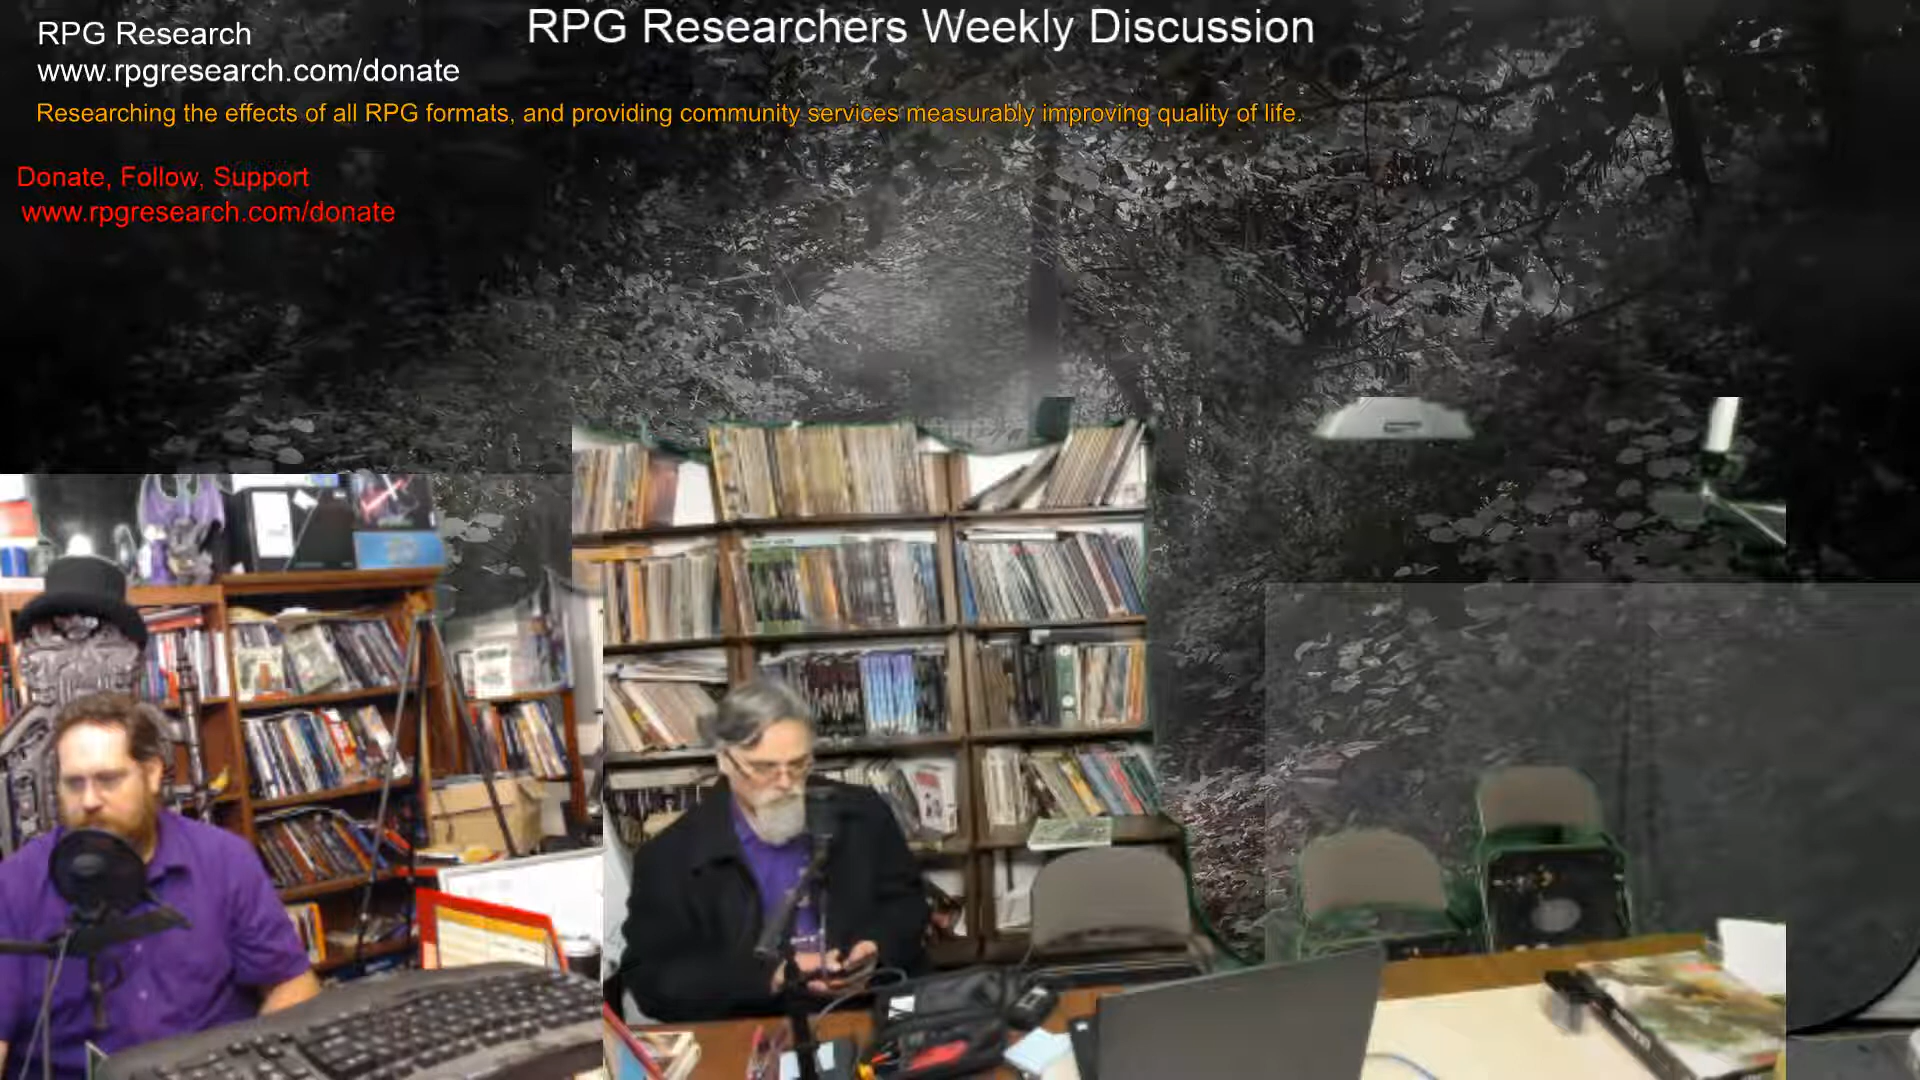 RPG Researchers Weekly Discussion
RPG Research
www.rpgresearch.com/donate
Researching the effects of all RPG formats, and providing community services measurably improving quality of life.
Donate, Follow, Support
www.rpgresearch.com/donate